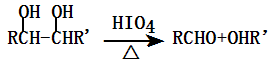 OH OH
RCH-CHR' HIO₄ RCHO+OHR'
△